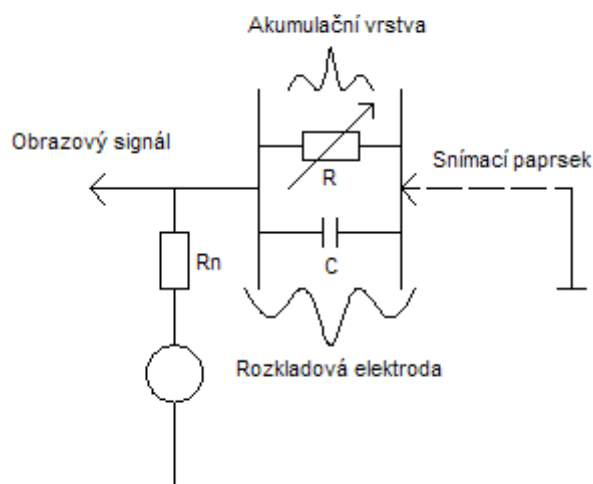 Akumulační vrstva
Obrazový signál
Snímací paprsek
R
Rn
C
Rozkladová elektroda